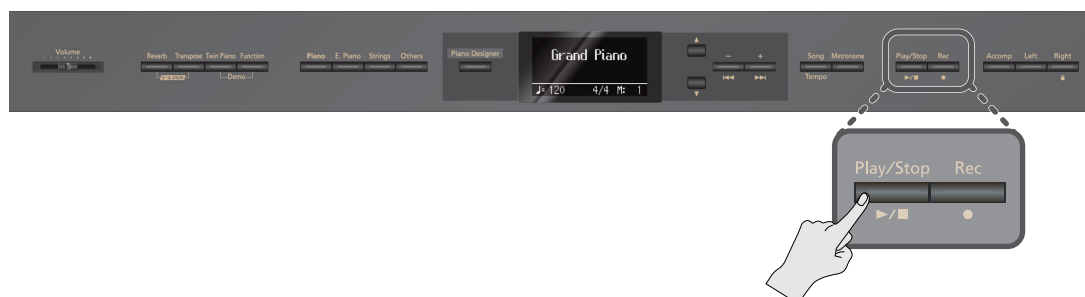 Volume
Reverb Transpose Twin Piano Function
V-LINK Demo
Piano E. Piano Strings Others
Piano Designer
Grand Piano
♩= 120 4/4 M: 1
▲
▼
− +
⏮ ⏭
Song Metronome
Tempo
Play/Stop Rec
▶/■ ●
Accomp Left Right
Play/Stop Rec
▶/■ ●